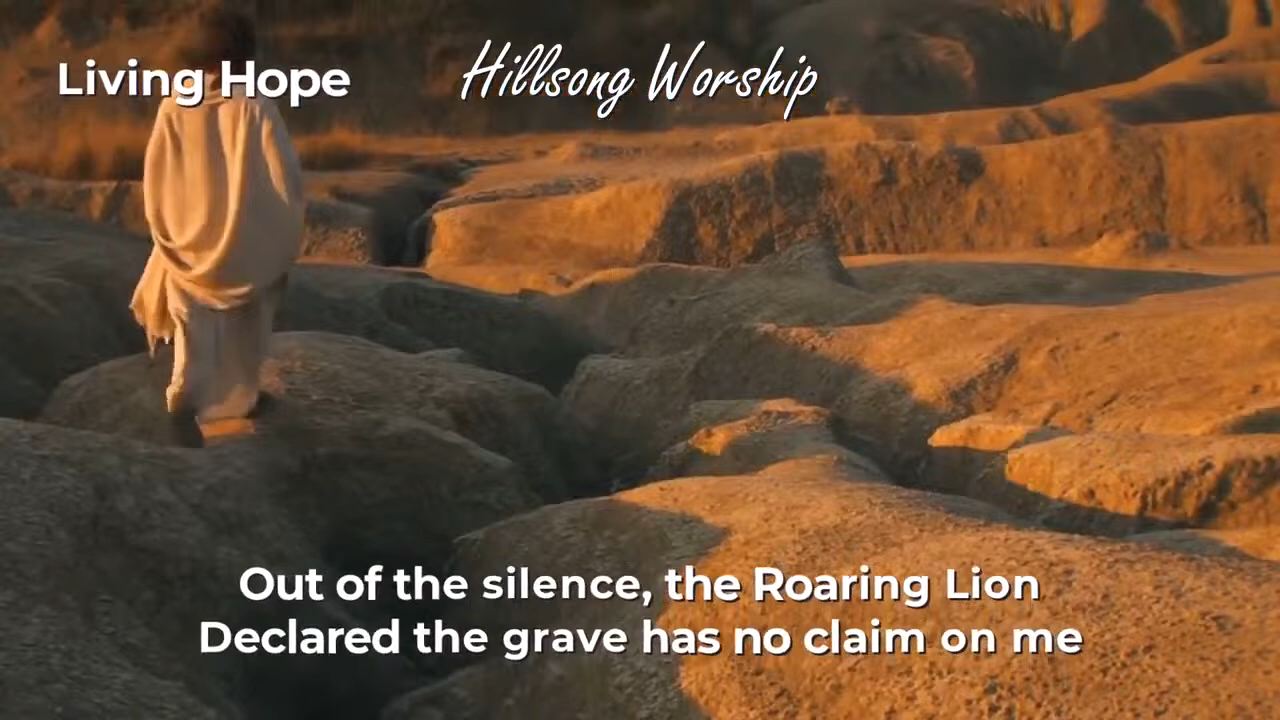 Living Hope
Hillsong Worship
Out of the silence, the Roaring Lion
Declared the grave has no claim on me